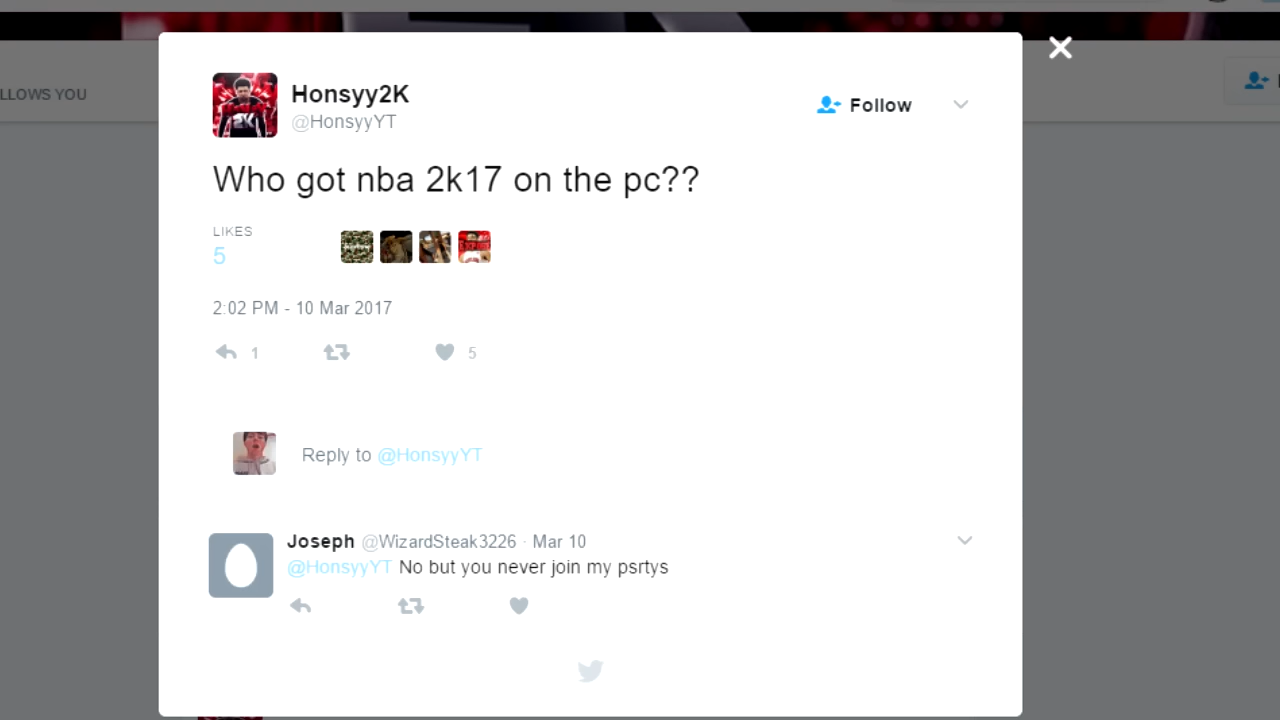 LLOWS YOU
Honsyy2K
@HonsyyYT
Follow
Who got nba 2k17 on the pc??
LIKES
5
2:02 PM - 10 Mar 2017
1
5
Reply to @HonsyyYT
Joseph @WizardSteak3226 · Mar 10
@HonsyyYT No but you never join my psrtys